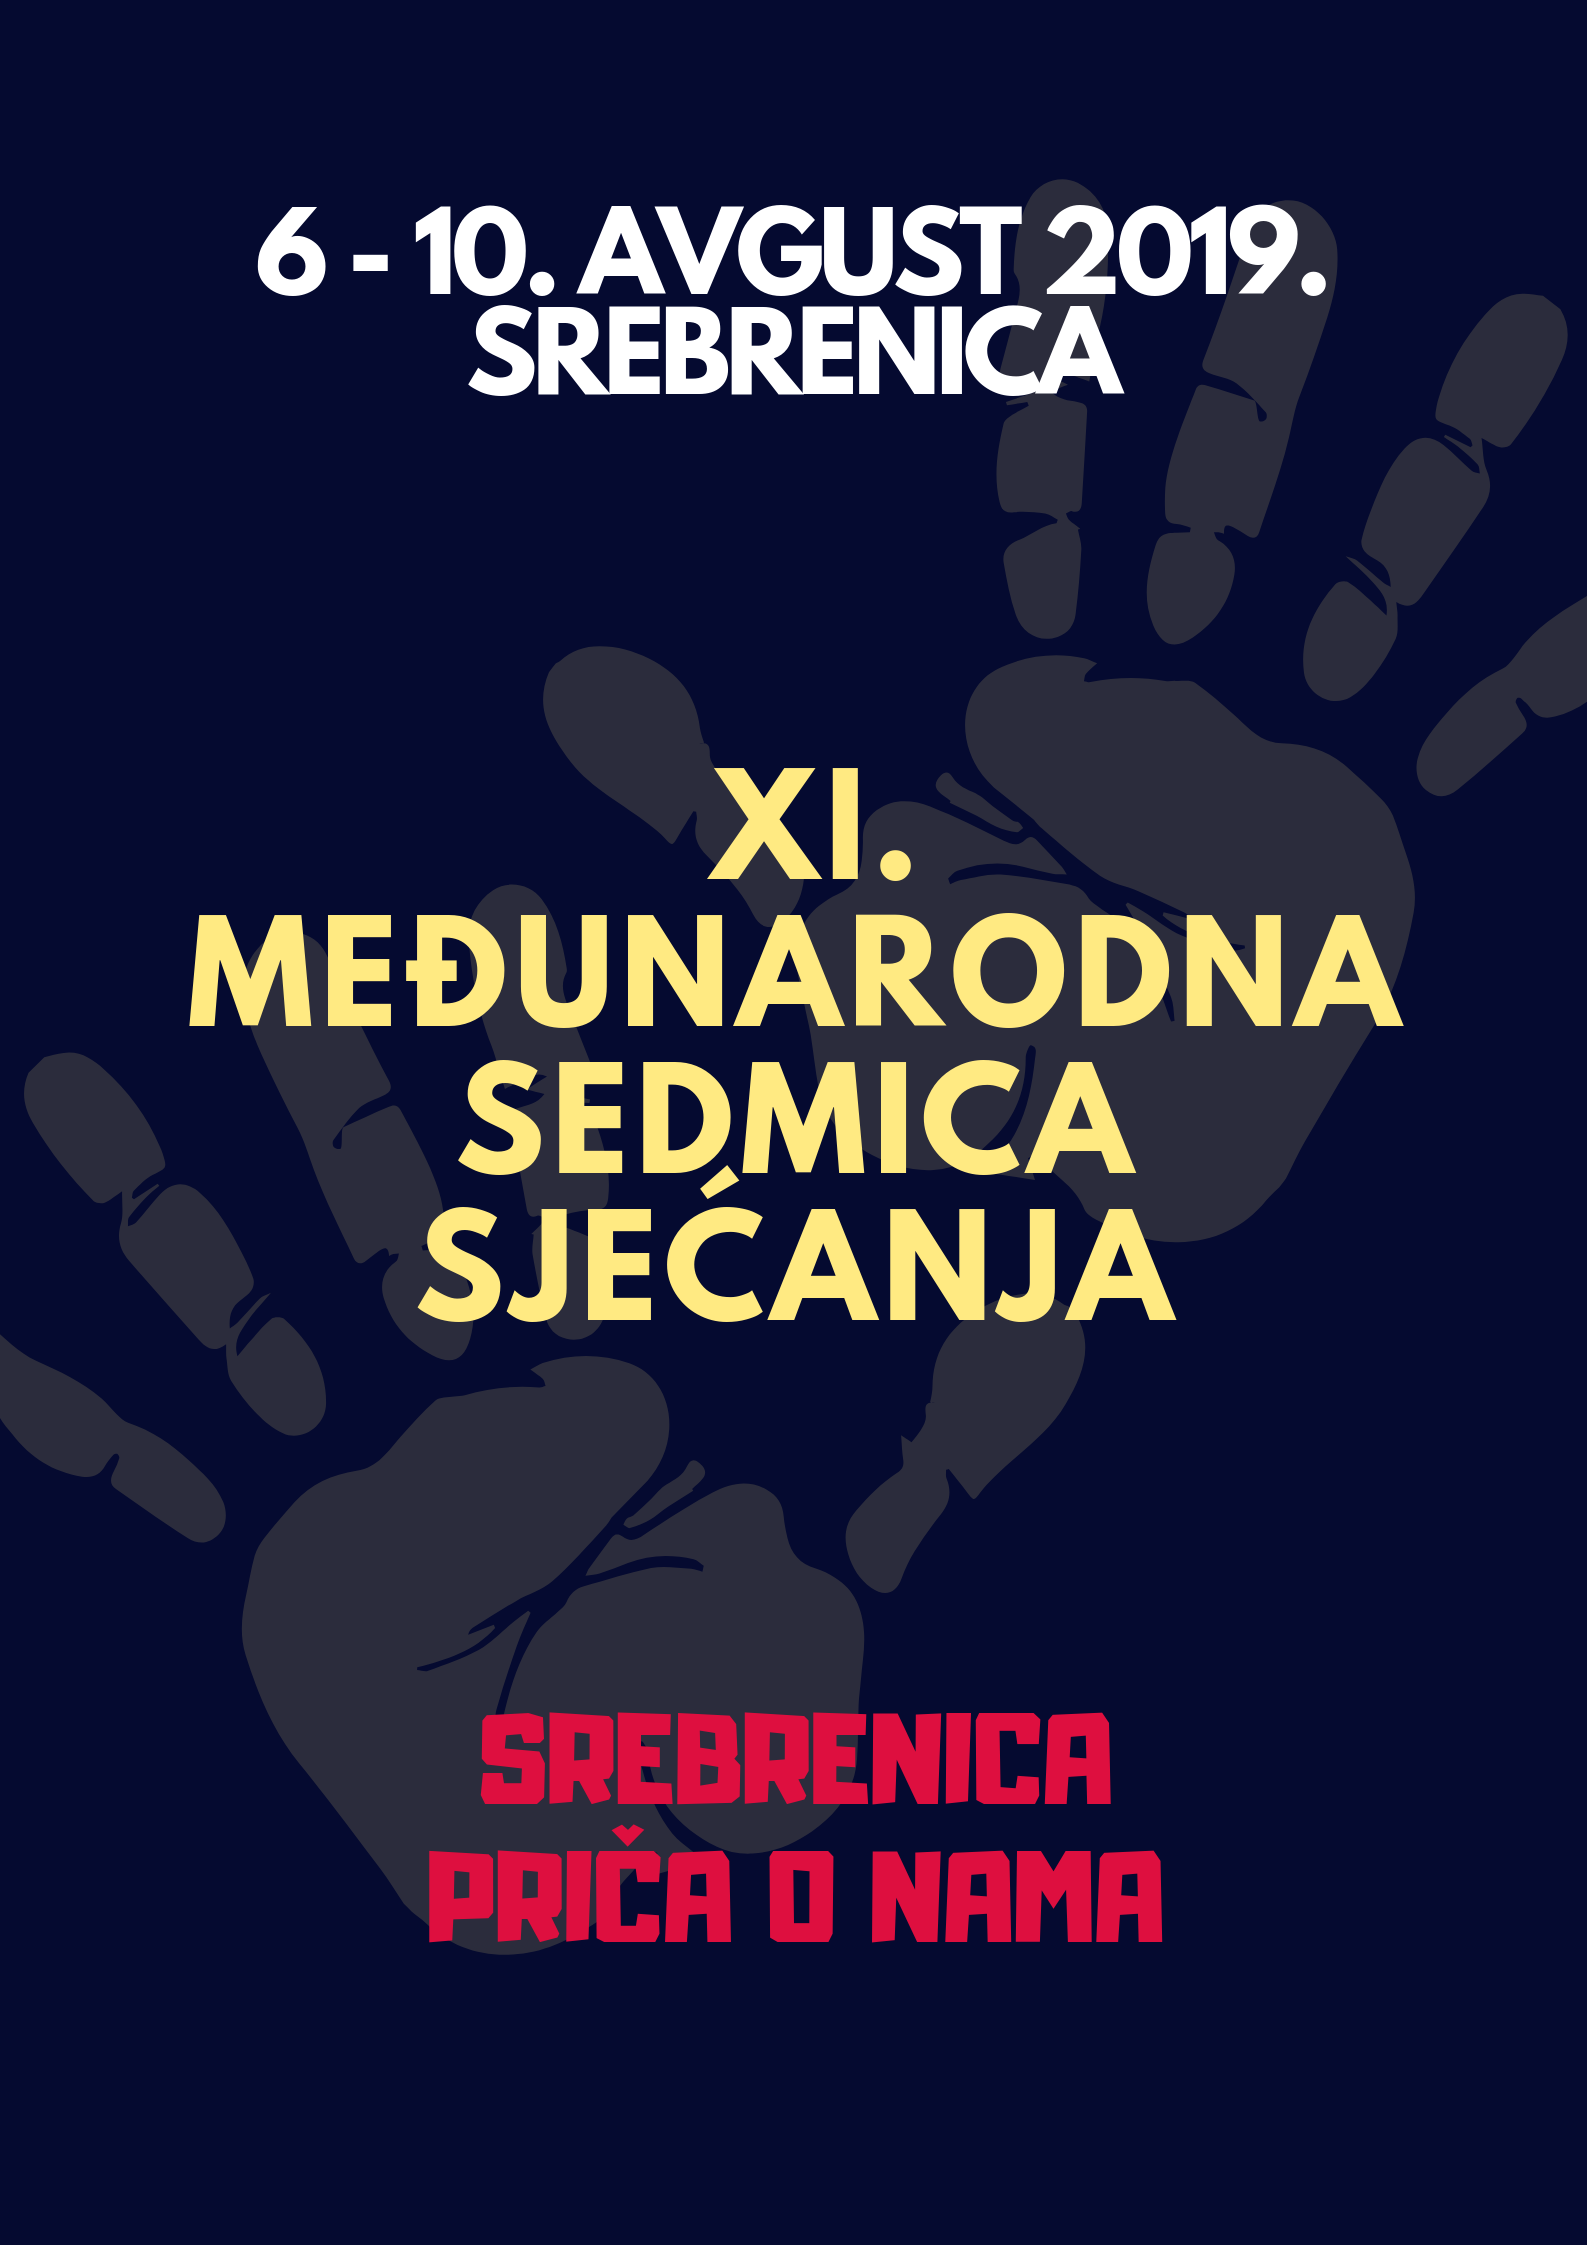 6 - 10. AVGUST 2019.
SREBRENICA
XI.
MEĐUNARODNA
SEDMICA
SJEĆANJA
SREBRENICA
PRIČA O NAMA